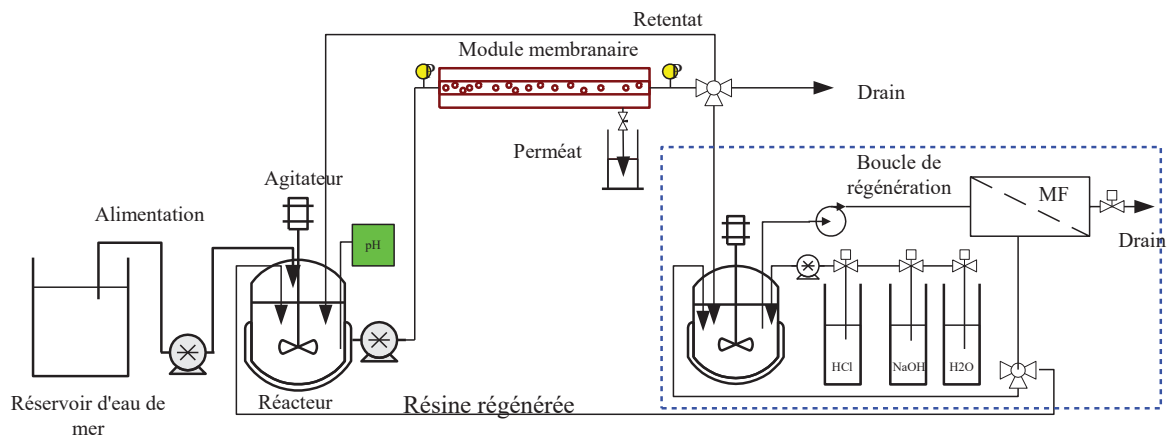 Retentat
Module membranaire
P
P
Drain
Perméat
Agitateur
Alimentation
pH
Boucle de
régénération
MF
Drain
HCl
NaOH
H2O
Réservoir d'eau de
mer
Réacteur
Résine régénérée